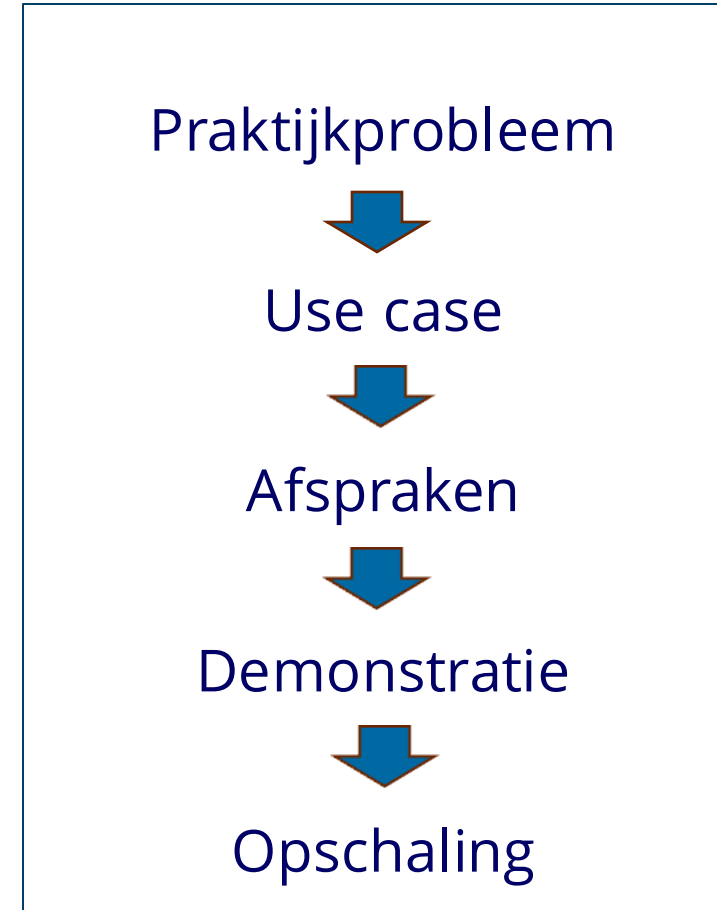 Praktijkprobleem
Use case
Afspraken
Demonstratie
Opschaling